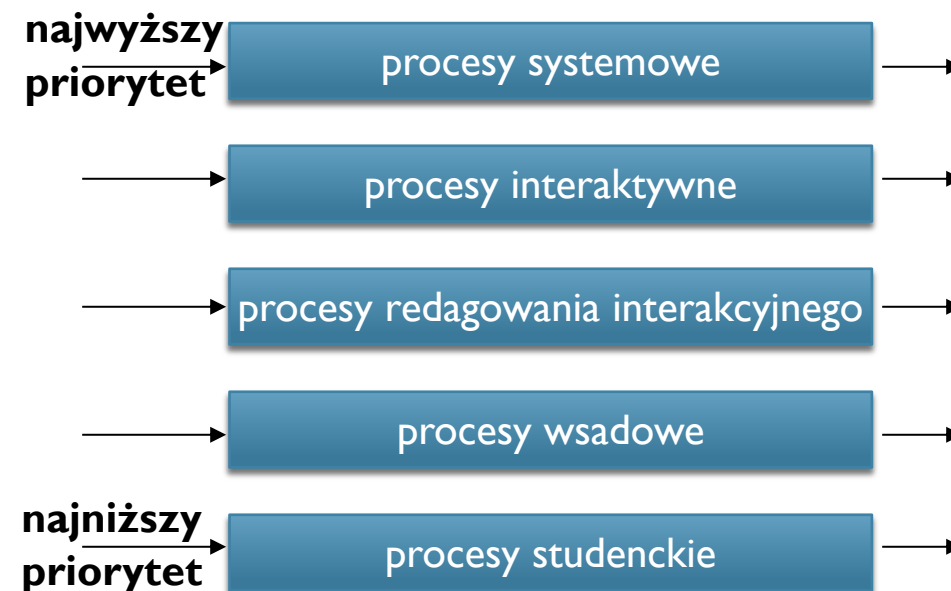 najwyższy
priorytet
procesy systemowe
procesy interaktywne
procesy redagowania interakcyjnego
procesy wsadowe
najniższy
priorytet
procesy studenckie